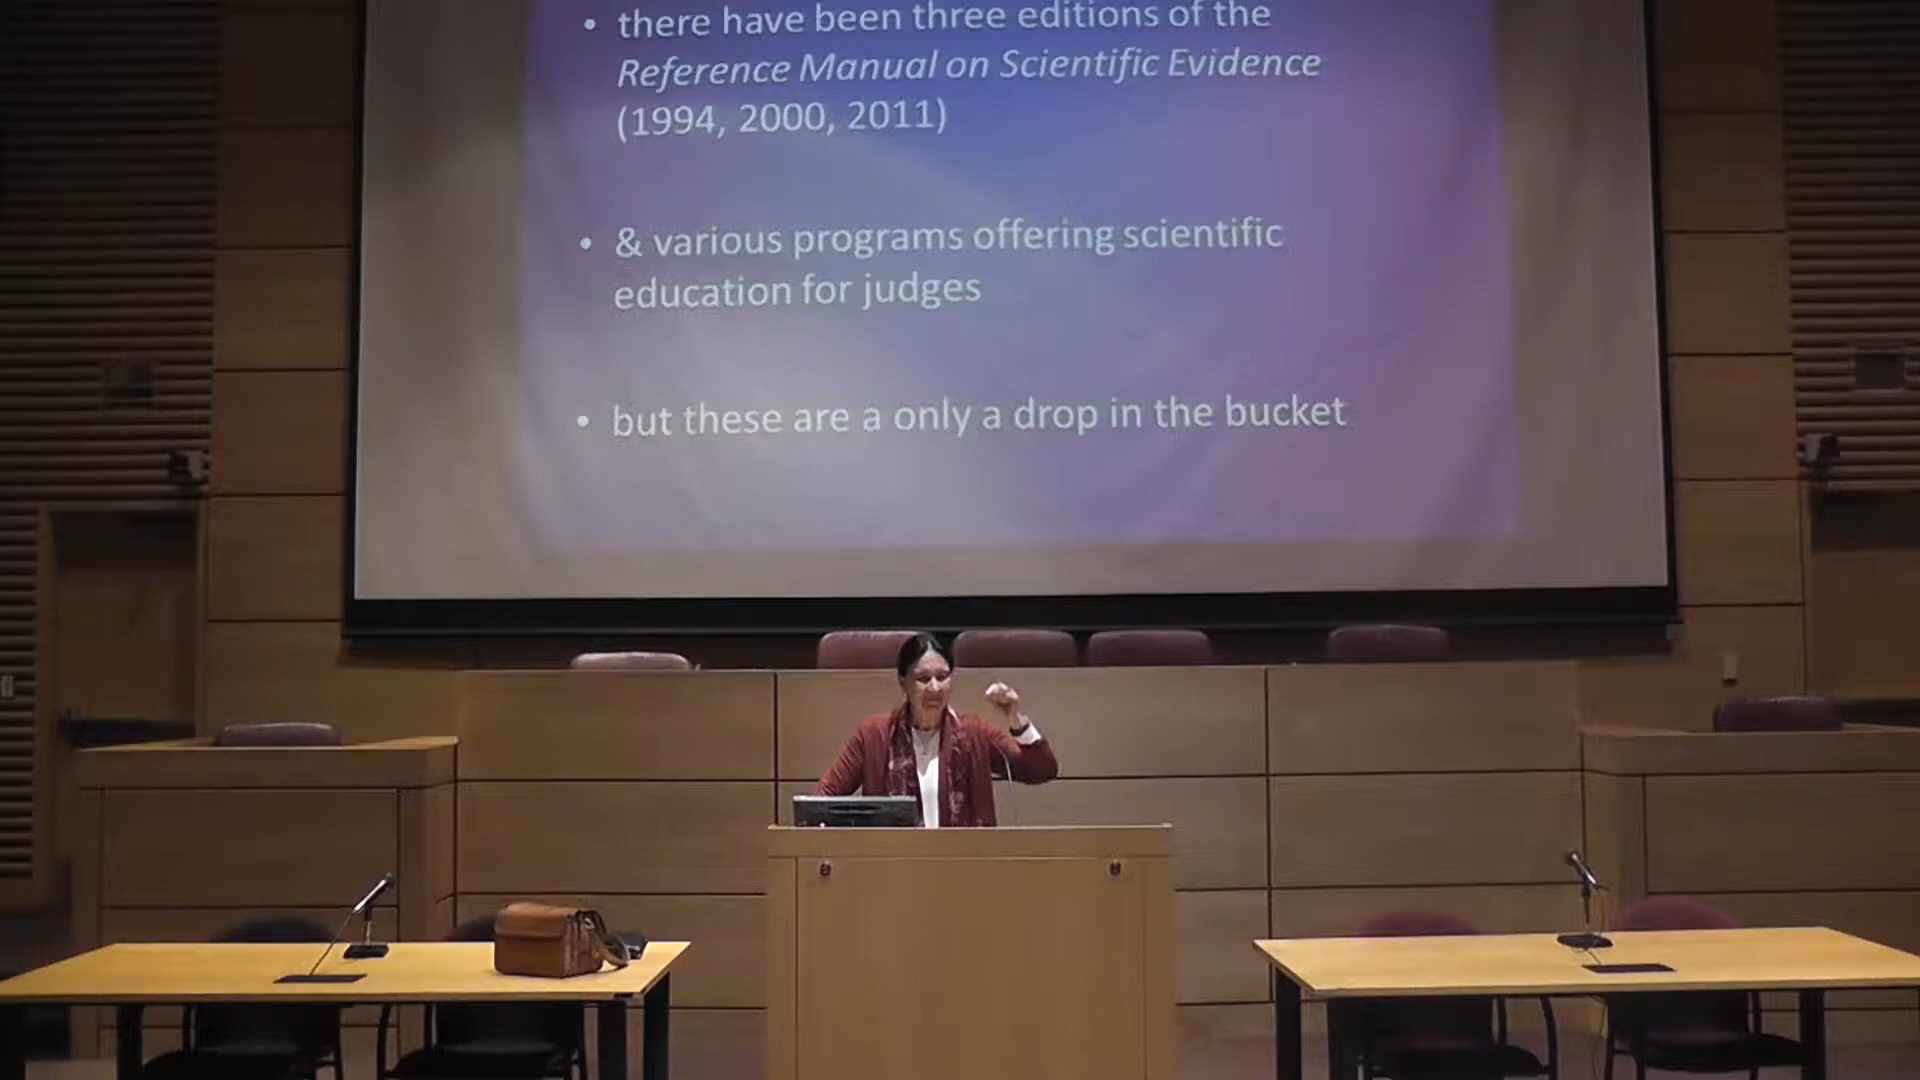 • there have been three editions of the
Reference Manual on Scientific Evidence
(1994, 2000, 2011)
• & various programs offering scientific
education for judges
• but these are a only a drop in the bucket